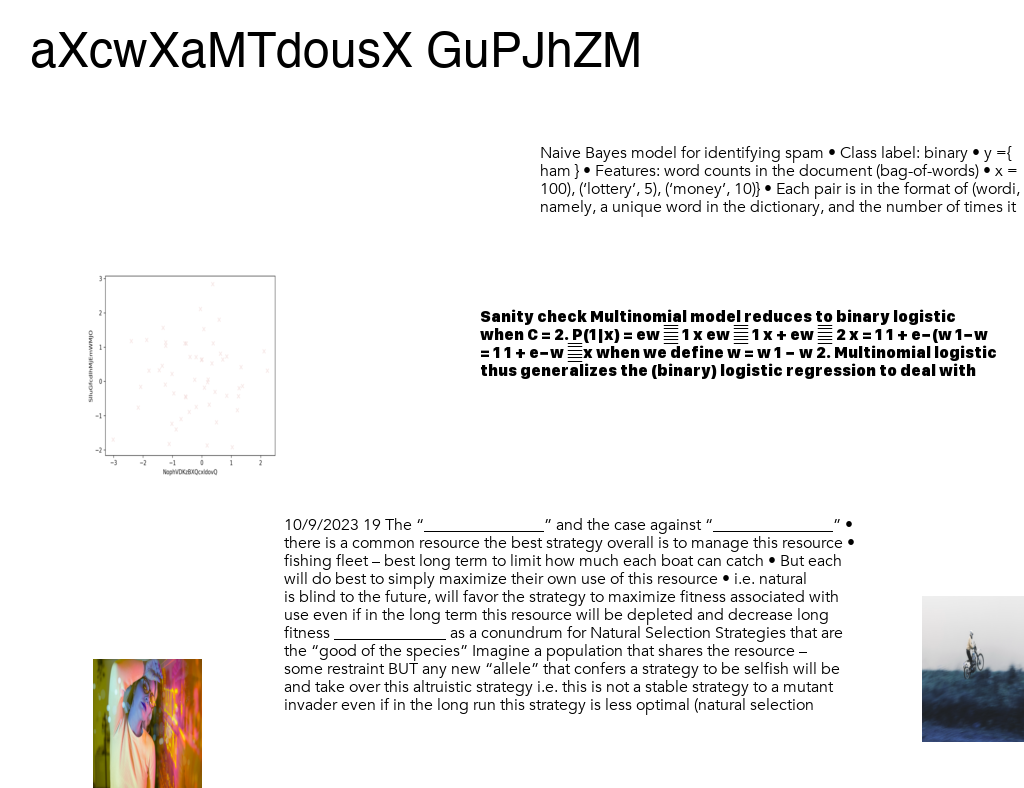 aXcwXaMTdousX GuPJhZM
Naive Bayes model for identifying spam • Class label: binary • y ={
ham } • Features: word counts in the document (bag-of-words) • x =
100), (‘lottery’, 5), (‘money’, 10)} • Each pair is in the format of (wordi,
namely, a unique word in the dictionary, and the number of times it
3
2
1
0
−1
−2
−3 −2 −1 0 1 2
Sanity check Multinomial model reduces to binary logistic
when C = 2. P(1|x) = ew 1 x ew 1 x + ew 2 x = 1 1 + e−(w 1−w
= 1 1 + e−w x when we define w = w 1 − w 2. Multinomial logistic
thus generalizes the (binary) logistic regression to deal with
10/9/2023 19 The “_______________” and the case against “_______________” •
there is a common resource the best strategy overall is to manage this resource •
fishing fleet – best long term to limit how much each boat can catch • But each
will do best to simply maximize their own use of this resource • i.e. natural
is blind to the future, will favor the strategy to maximize fitness associated with
use even if in the long term this resource will be depleted and decrease long
fitness ______________ as a conundrum for Natural Selection Strategies that are
the “good of the species” Imagine a population that shares the resource –
some restraint BUT any new “allele” that confers a strategy to be selfish will be
and take over this altruistic strategy i.e. this is not a stable strategy to a mutant
invader even if in the long run this strategy is less optimal (natural selection